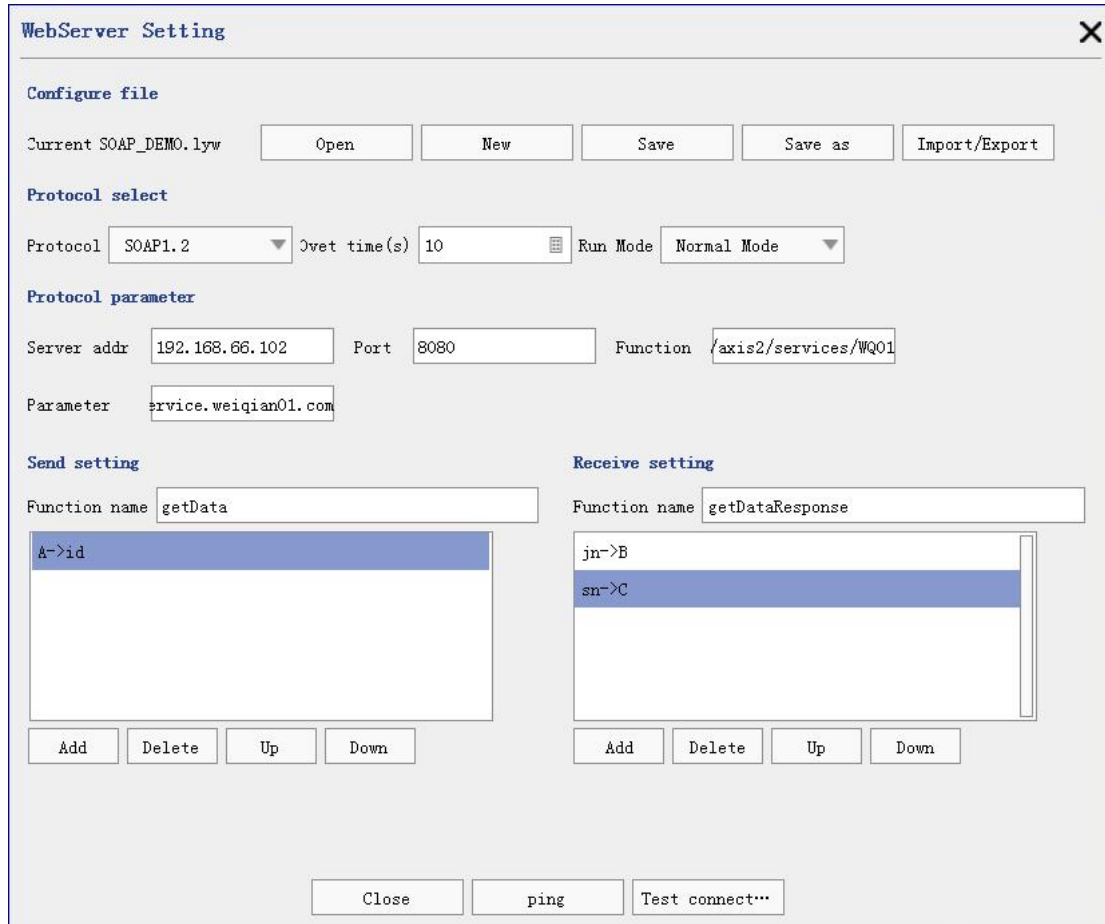 WebServer Setting
Configure file
Current SOAP_DEMO.lyw Open New Save Save as Import/Export
Protocol select
Protocol SOAP1.2 Ovet time(s) 10 Run Mode Normal Mode
Protocol parameter
Server addr 192.168.66.102 Port 8080 Function /axis2/services/WQ01
Parameter ervice.weiqian01.com
Send setting Receive setting
Function name getData Function name getDataResponse
A->id jn->B
sn->C
Add Delete Up Down Add Delete Up Down
Close ping Test connect…